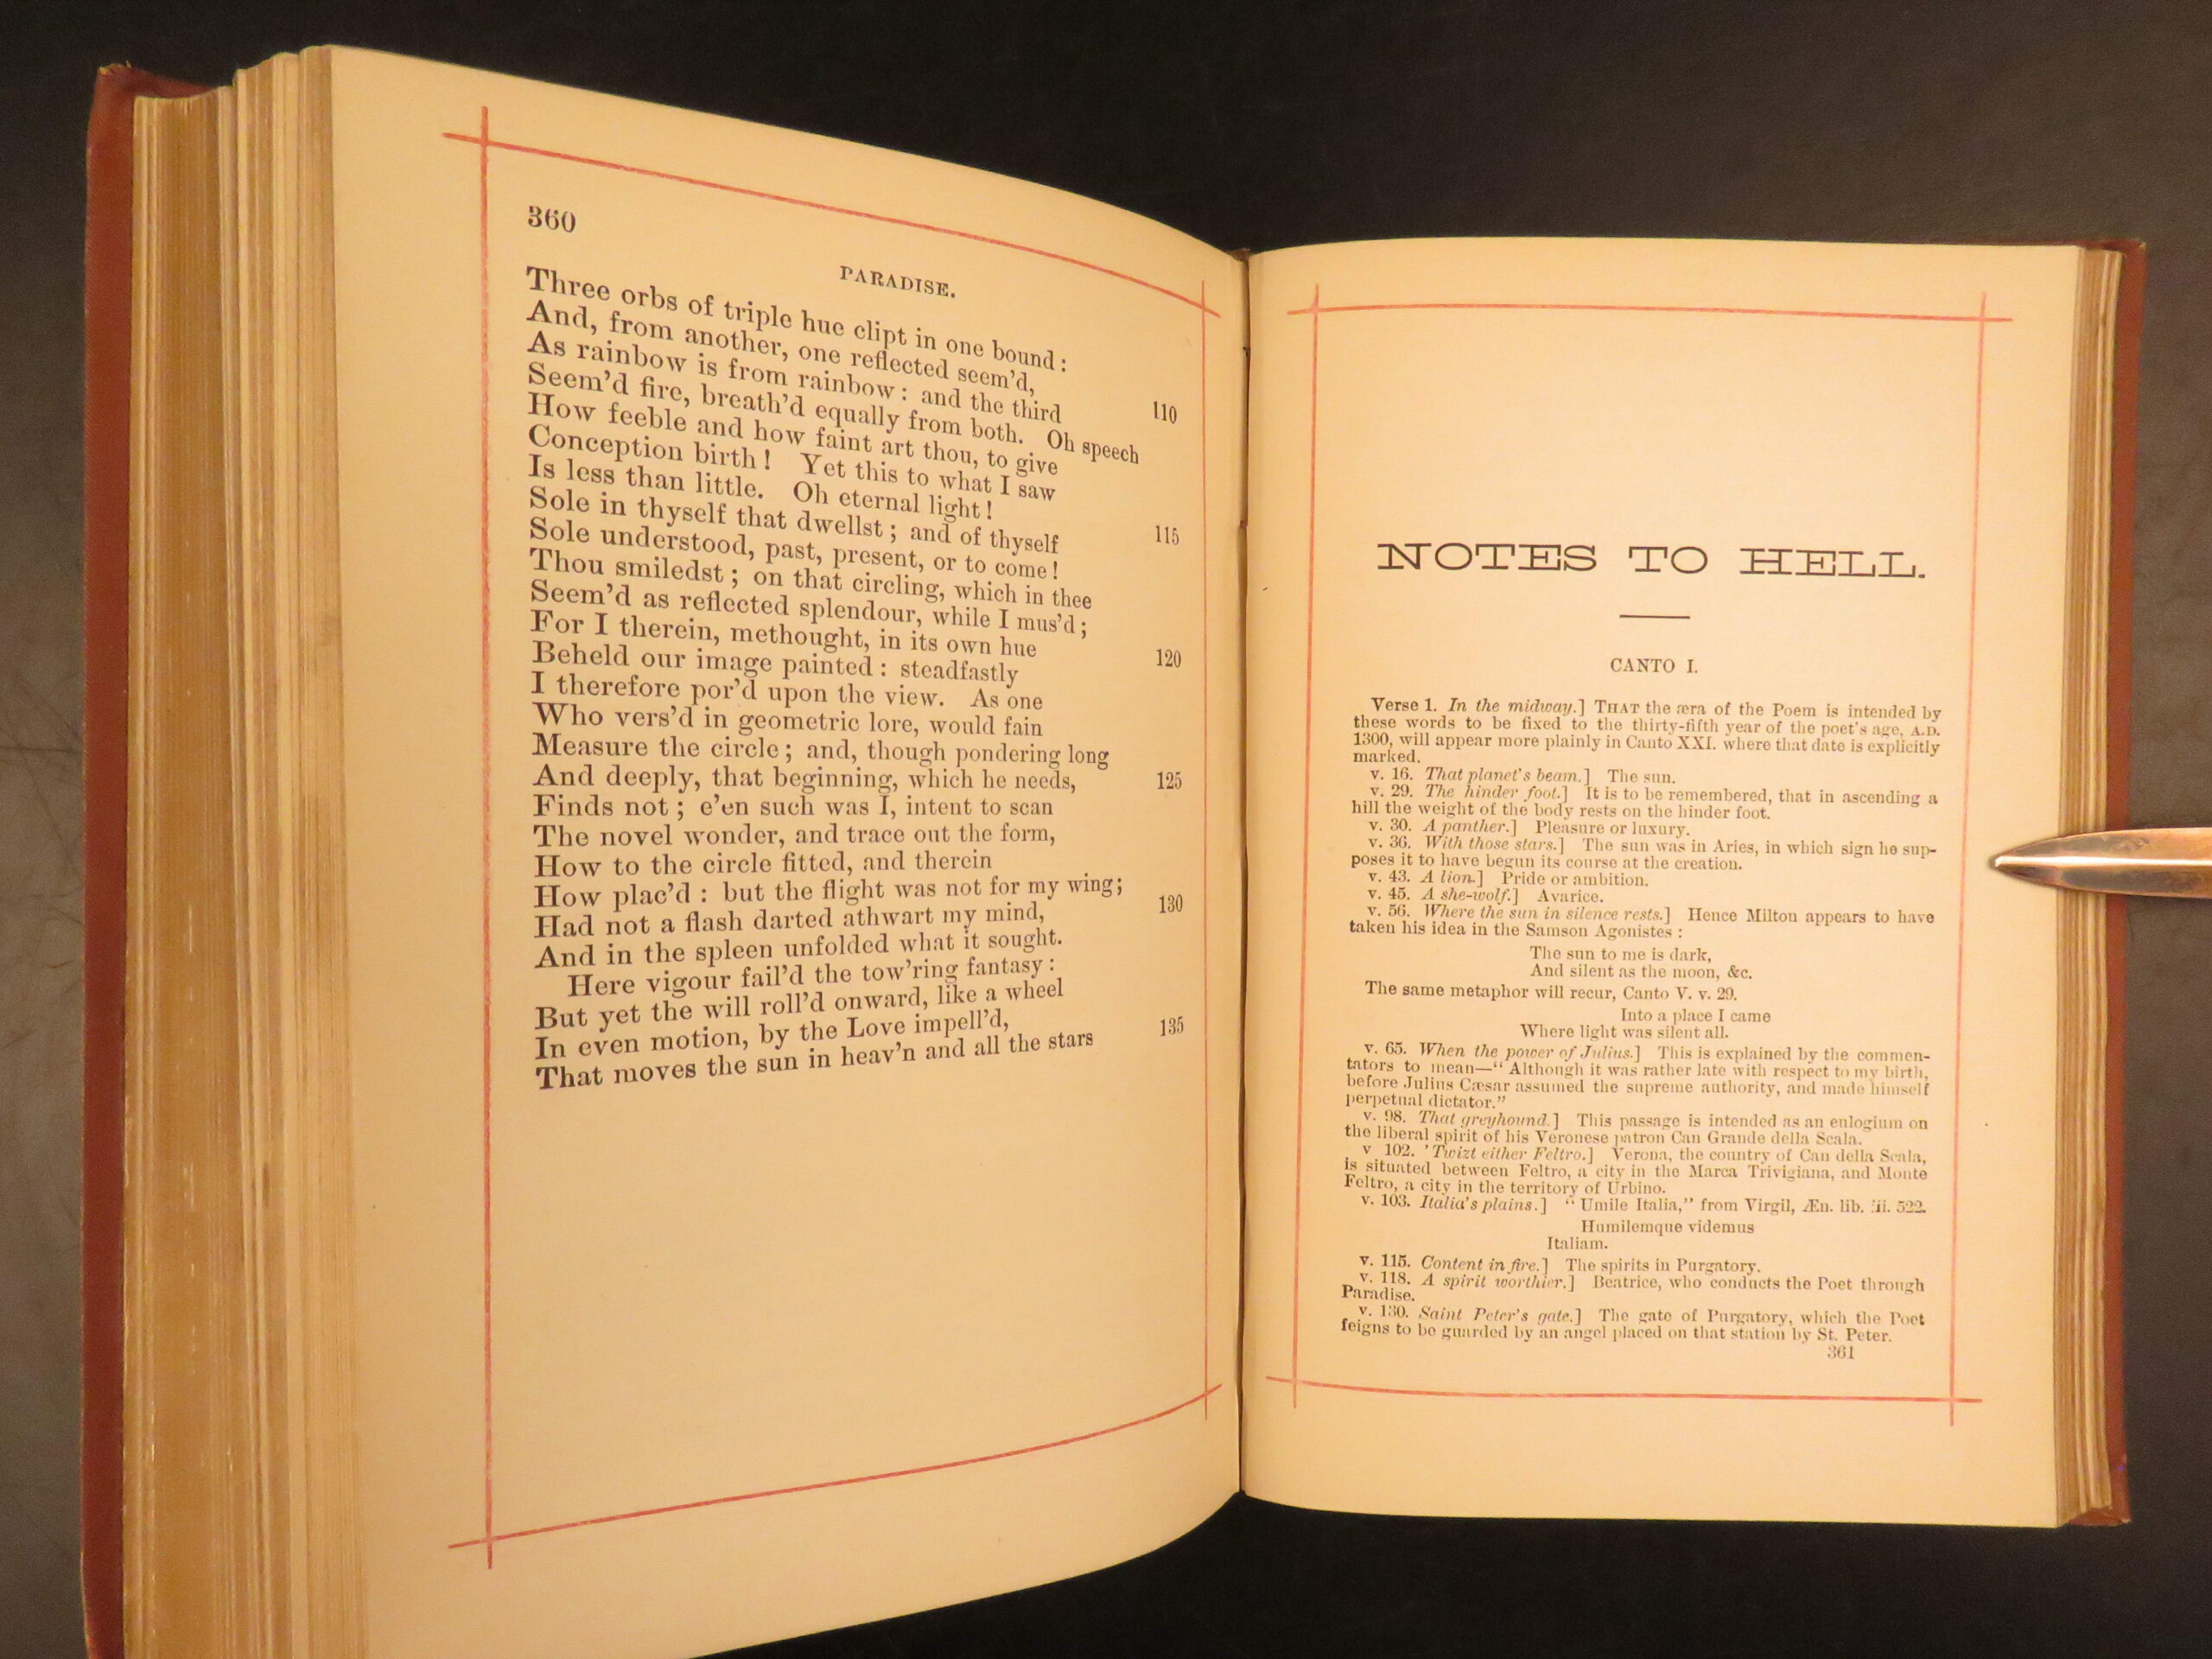 360
PARADISE.
Three orbs of triple hue clipt in one bound :
And, from another, one reflected seem'd,
As rainbow is from rainbow : and the third 110
Seem'd fire, breath'd equally from both. Oh speech
How feeble and how faint art thou, to give
Conception birth ! Yet this to what I saw
Is less than little. Oh eternal light !
Sole in thyself that dwellst ; and of thyself 115
Sole understood, past, present, or to come !
Thou smiledst ; on that circling, which in thee
Seem'd as reflected splendour, while I mus'd ;
For I therein, methought, in its own hue
Beheld our image painted : steadfastly 120
I therefore por'd upon the view. As one
Who vers'd in geometric lore, would fain
Measure the circle ; and, though pondering long
And deeply, that beginning, which he needs, 125
Finds not ; e'en such was I, intent to scan
The novel wonder, and trace out the form,
How to the circle fitted, and therein
How plac'd : but the flight was not for my wing ;
Had not a flash darted athwart my mind, 130
And in the spleen unfolded what it sought.
Here vigour fail'd the tow'ring fantasy :
But yet the will roll'd onward, like a wheel
In even motion, by the Love impell'd, 135
That moves the sun in heav'n and all the stars
NOTES TO HELL.
CANTO I.
Verse 1. In the midway.] THAT the æra of the Poem is intended by
these words to be fixed to the thirty-fifth year of the poet's age, A.D.
1300, will appear more plainly in Canto XXI. where that date is explicitly
marked.
v. 16. That planet's beam.] The sun.
v. 29. The hinder foot.] It is to be remembered, that in ascending a
hill the weight of the body rests on the hinder foot.
v. 30. A panther.] Pleasure or luxury.
v. 36. With those stars.] The sun was in Aries, in which sign he sup-
poses it to have begun its course at the creation.
v. 43. A lion.] Pride or ambition.
v. 45. A she-wolf.] Avarice.
v. 56. Where the sun in silence rests.] Hence Milton appears to have
taken his idea in the Samson Agonistes :
The sun to me is dark,
And silent as the moon, &c.
The same metaphor will recur, Canto V. v. 29.
Into a place I came
Where light was silent all.
v. 65. When the power of Julius.] This is explained by the commen-
tators to mean—"Although it was rather late with respect to my birth,
before Julius Cæsar assumed the supreme authority, and made himself
perpetual dictator."
v. 98. That greyhound.] This passage is intended as an eulogium on
the liberal spirit of his Veronese patron Can Grande della Scala.
v 102. 'Twizt either Feltro.] Verona, the country of Can della Scala,
is situated between Feltro, a city in the Marca Trivigiana, and Monte
Feltro, a city in the territory of Urbino.
v. 103. Italia's plains.] "Umile Italia," from Virgil, Æn. lib. iii. 522.
Humilemque videmus
Italiam.
v. 115. Content in fire.] The spirits in Purgatory.
v. 118. A spirit worthier.] Beatrice, who conducts the Poet through
Paradise.
v. 130. Saint Peter's gate.] The gate of Purgatory, which the Poet
feigns to be guarded by an angel placed on that station by St. Peter.
361